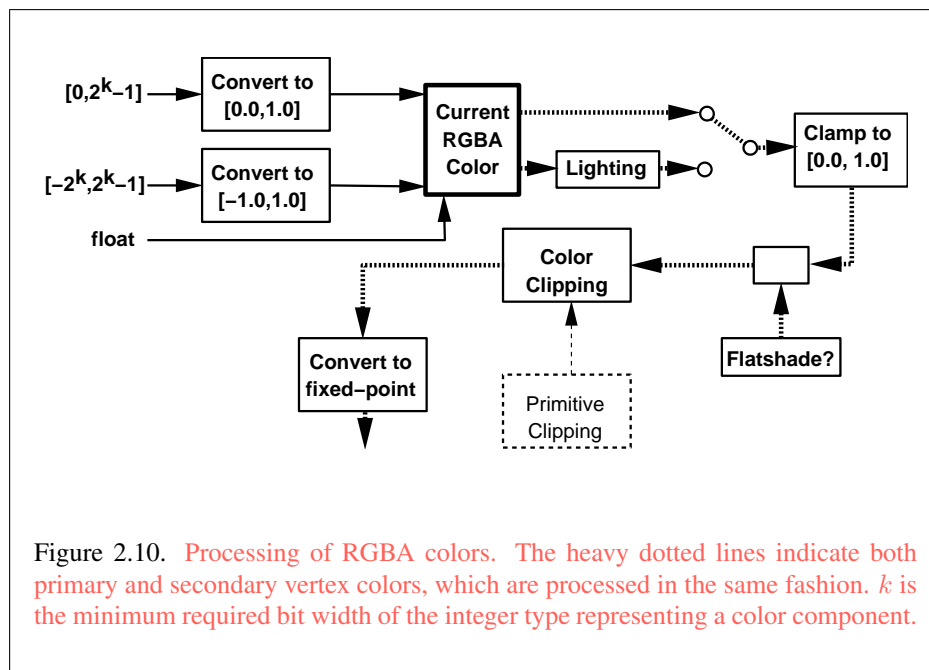 [0,2^k−1]
Convert to
[0.0,1.0]
[−2^k,2^k−1]
Convert to
[−1.0,1.0]
float
Current
RGBA
Color
Lighting
Clamp to
[0.0, 1.0]
Color
Clipping
Flatshade?
Convert to
fixed−point
Primitive
Clipping
Figure 2.10. Processing of RGBA colors. The heavy dotted lines indicate both
primary and secondary vertex colors, which are processed in the same fashion. k is
the minimum required bit width of the integer type representing a color component.